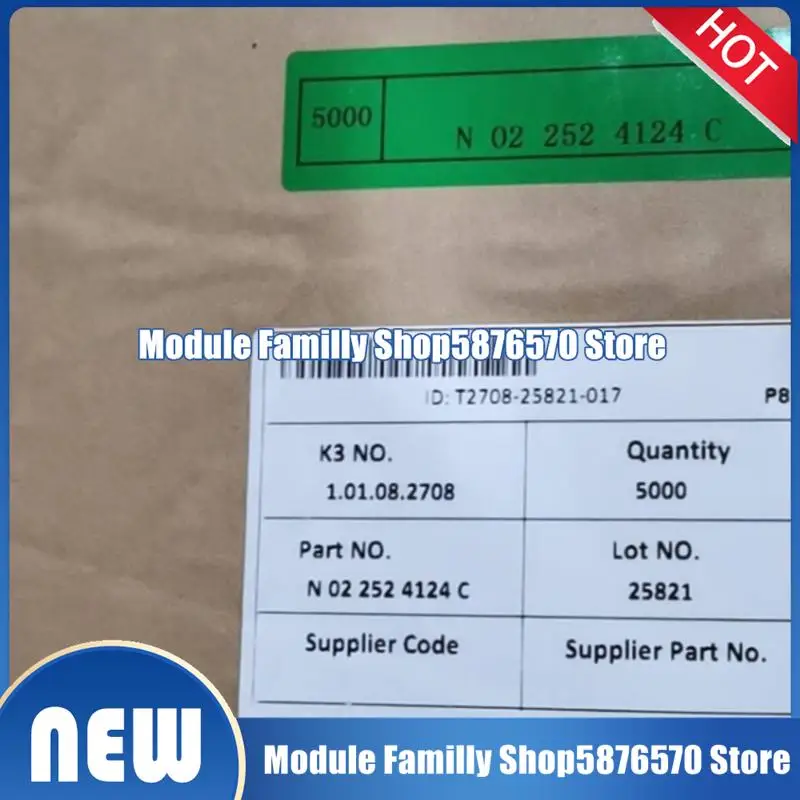 HOT
5000
N 02 252 4124 C
Module Familly Shop5876570 Store
ID: T2708-25821-017
P8
K3 NO.
Quantity
1.01.08.2708
5000
Part NO.
Lot NO.
N 02 252 4124 C
25821
Supplier Code
Supplier Part No.
NEW
Module Familly Shop5876570 Store